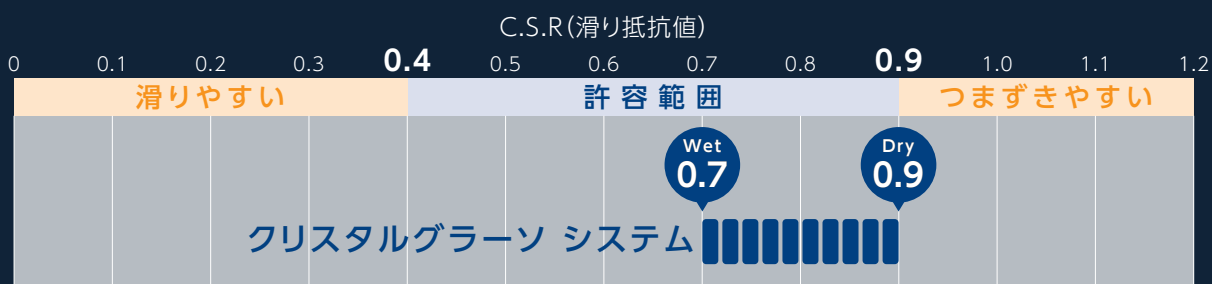 C.S.R(滑り抵抗値)
0 0.1 0.2 0.3 0.4 0.5 0.6 0.7 0.8 0.9 1.0 1.1 1.2
滑りやすい 許容範囲 つまずきやすい
Wet Dry
0.7 0.9
クリスタルグラーソ システム